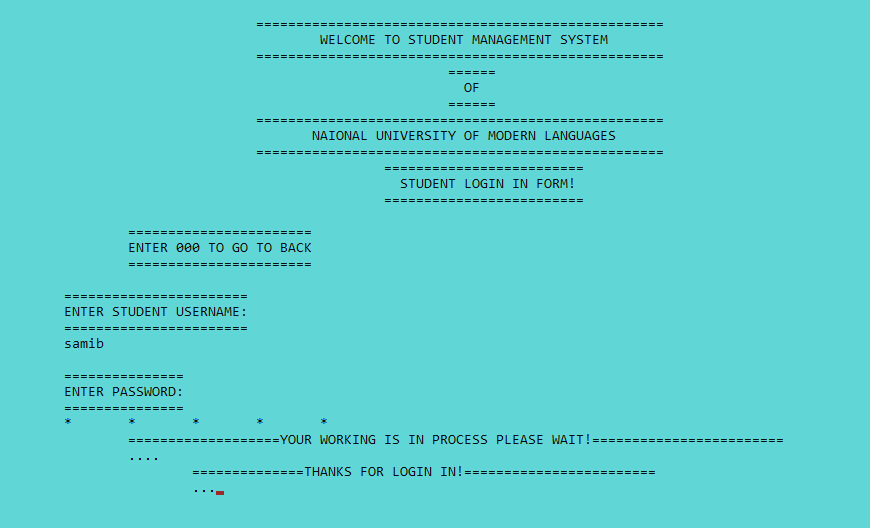 ===================================================
WELCOME TO STUDENT MANAGEMENT SYSTEM
===================================================
======
OF
======
===================================================
NAIONAL UNIVERSITY OF MODERN LANGUAGES
===================================================
=========================
STUDENT LOGIN IN FORM!
=========================
=======================
ENTER 000 TO GO TO BACK
=======================
=======================
ENTER STUDENT USERNAME:
=======================
samib
===============
ENTER PASSWORD:
===============
* * * * *
===================YOUR WORKING IS IN PROCESS PLEASE WAIT!========================
....
==============THANKS FOR LOGIN IN!========================
...